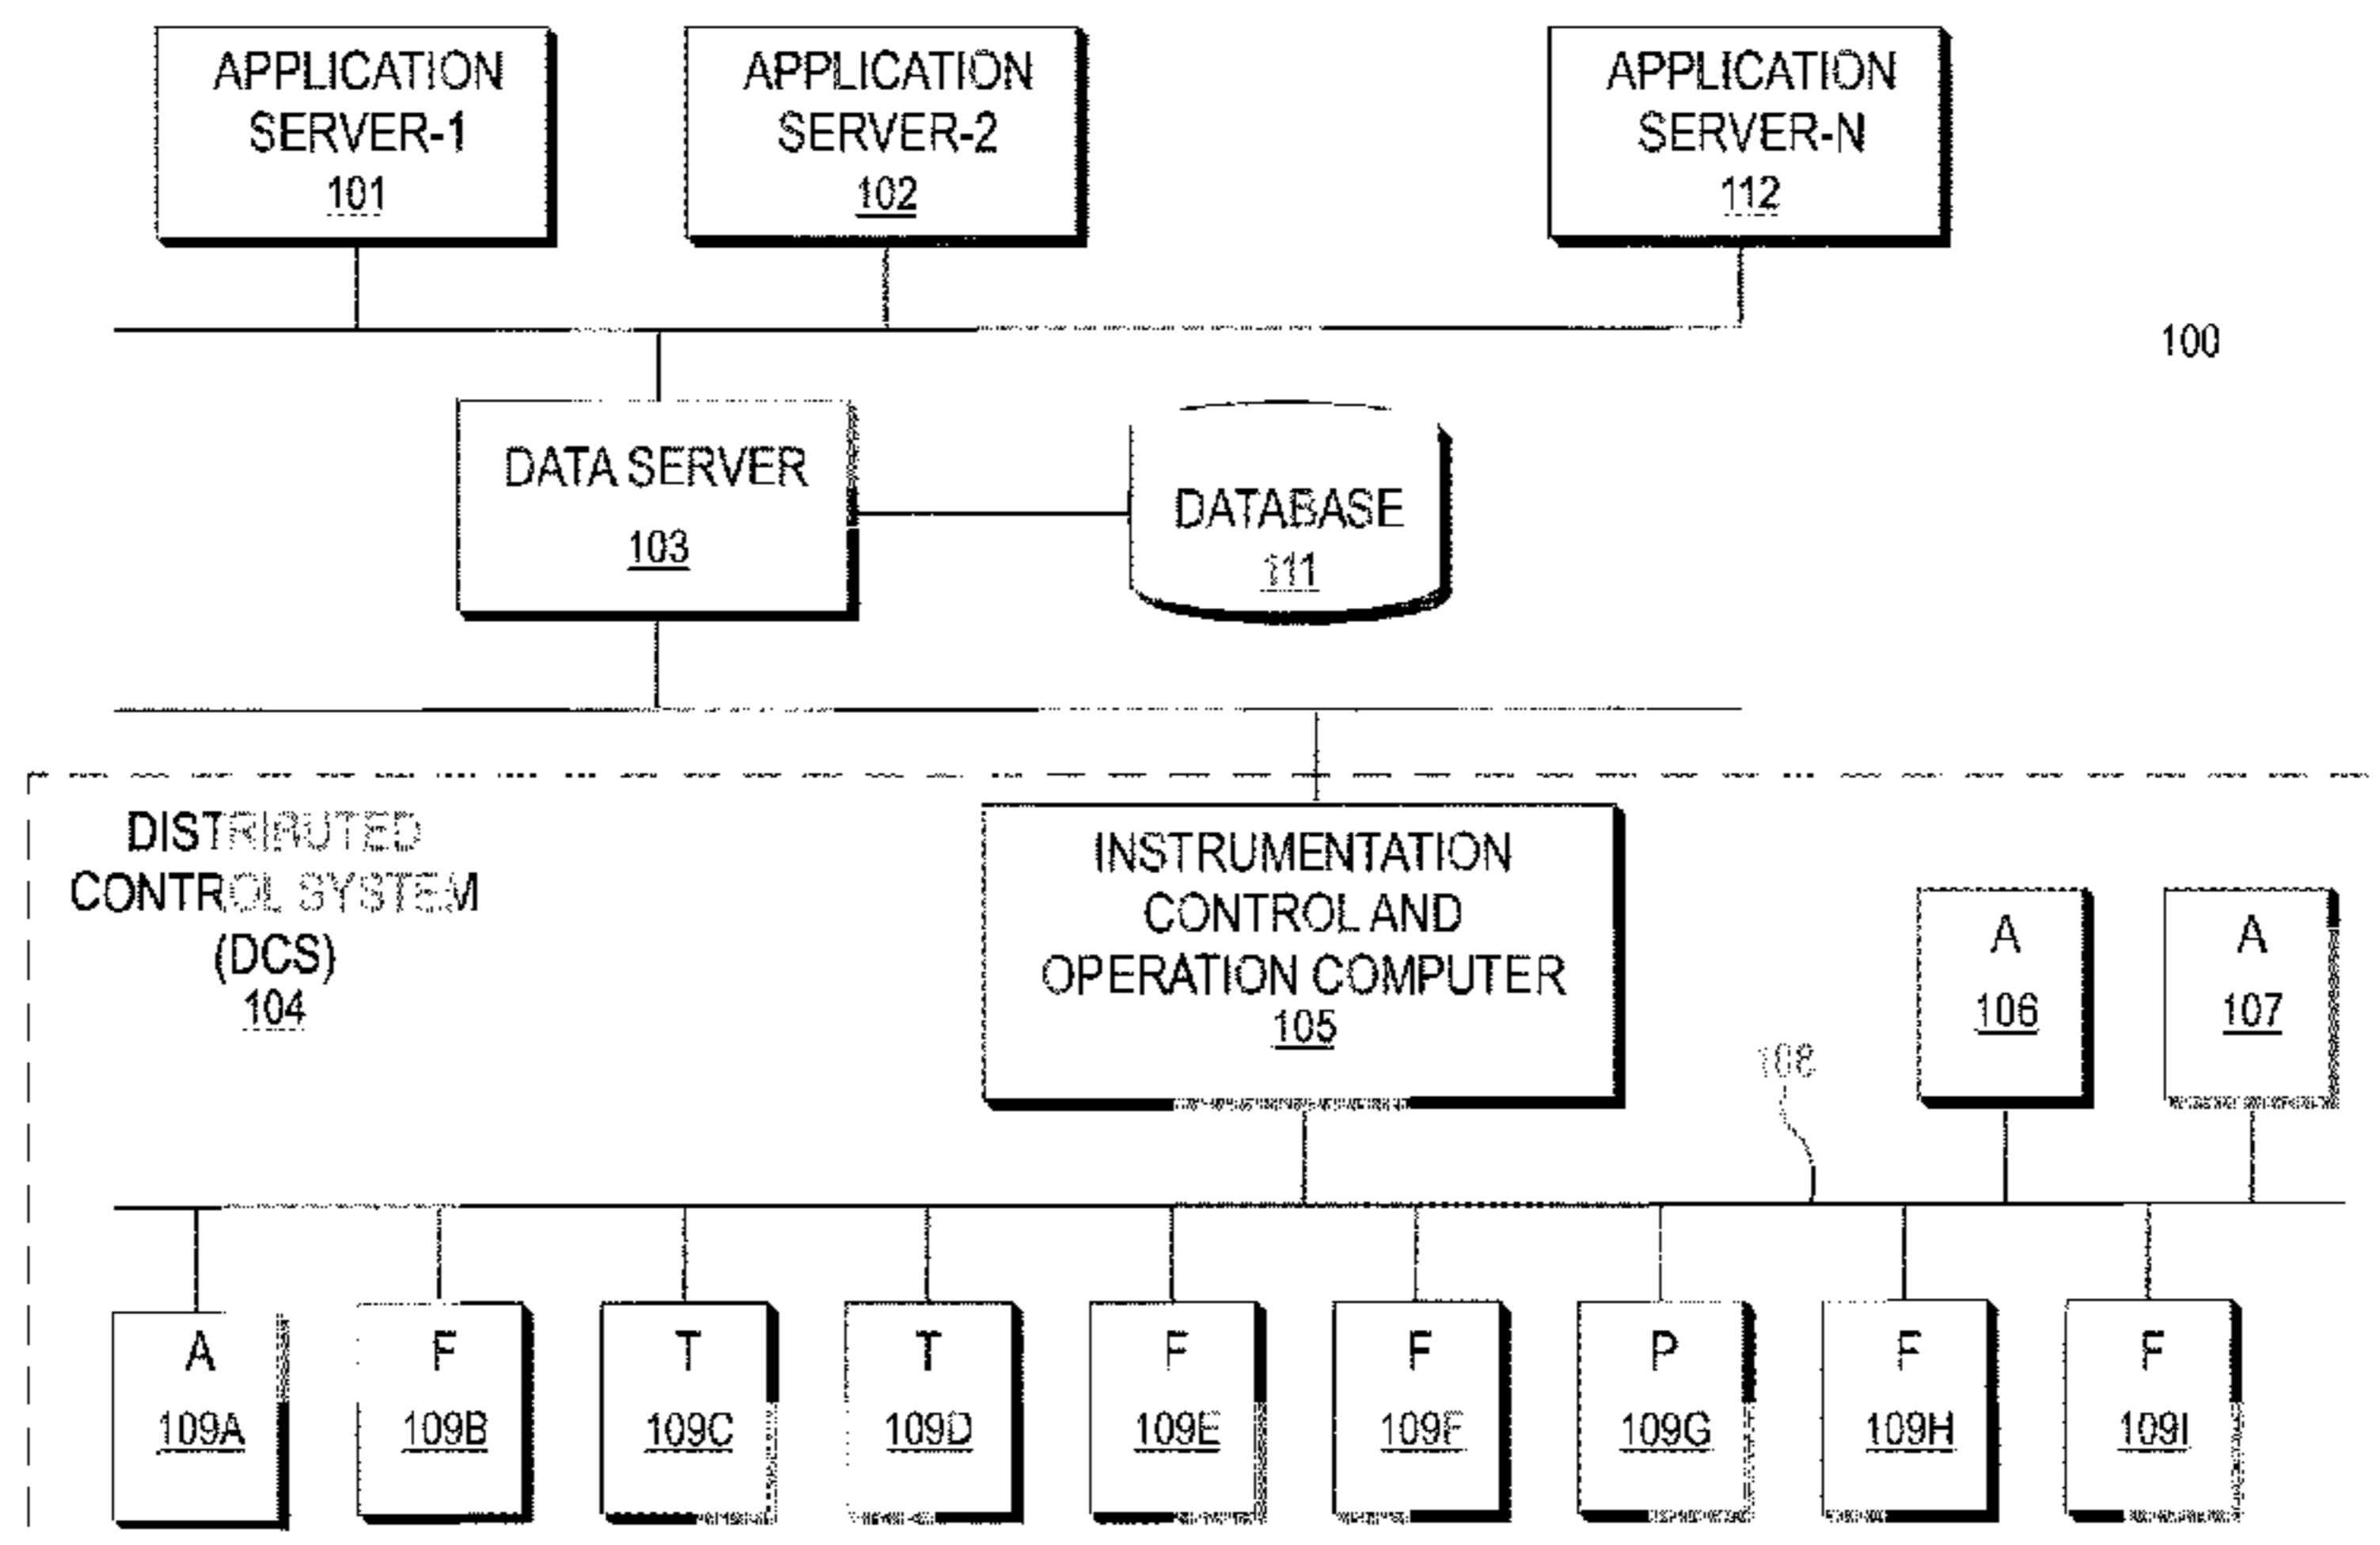 APPLICATION
SERVER-1
101
APPLICATION
SERVER-2
102
APPLICATION
SERVER-N
112
100
DATA SERVER
103
DATABASE
111
DISTRIBUTED
CONTROL SYSTEM
(DCS)
104
INSTRUMENTATION
CONTROL AND
OPERATION COMPUTER
105
A
106
A
107
108
A
109A
F
109B
T
109C
T
109D
F
109E
F
109F
P
109G
F
109H
F
109I